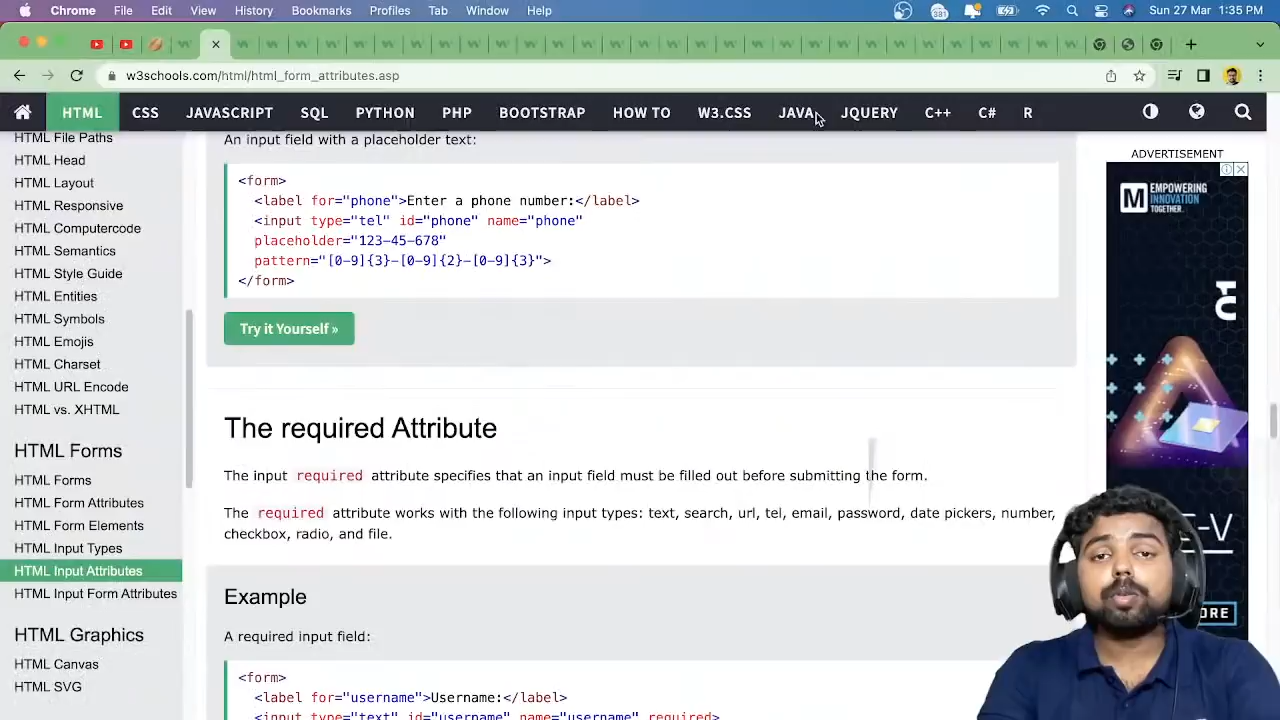 Chrome File Edit View History Bookmarks Profiles Tab Window Help 381 Sun 27 Mar 1:35 PM
w3schools.com/html/html_form_attributes.asp
HTML CSS JAVASCRIPT SQL PYTHON PHP BOOTSTRAP HOW TO W3.CSS JAVA JQUERY C++ C# R
HTML File Paths
HTML Head
HTML Layout
HTML Responsive
HTML Computercode
HTML Semantics
HTML Style Guide
HTML Entities
HTML Symbols
HTML Emojis
HTML Charset
HTML URL Encode
HTML vs. XHTML
HTML Forms
HTML Forms
HTML Form Attributes
HTML Form Elements
HTML Input Types
HTML Input Attributes
HTML Input Form Attributes
HTML Graphics
HTML Canvas
HTML SVG
An input field with a placeholder text:
<form>
<label for="phone">Enter a phone number:</label>
<input type="tel" id="phone" name="phone"
placeholder="123-45-678"
pattern="[0-9]{3}-[0-9]{2}-[0-9]{3}">
</form>
Try it Yourself »
The required Attribute
The input required attribute specifies that an input field must be filled out before submitting the form.
The required attribute works with the following input types: text, search, url, tel, email, password, date pickers, number,
checkbox, radio, and file.
Example
A required input field:
<form>
<label for="username">Username:</label>
<input type="text" id="username" name="username" required>
ADVERTISEMENT
M EMPOWERING
INNOVATION
TOGETHER.